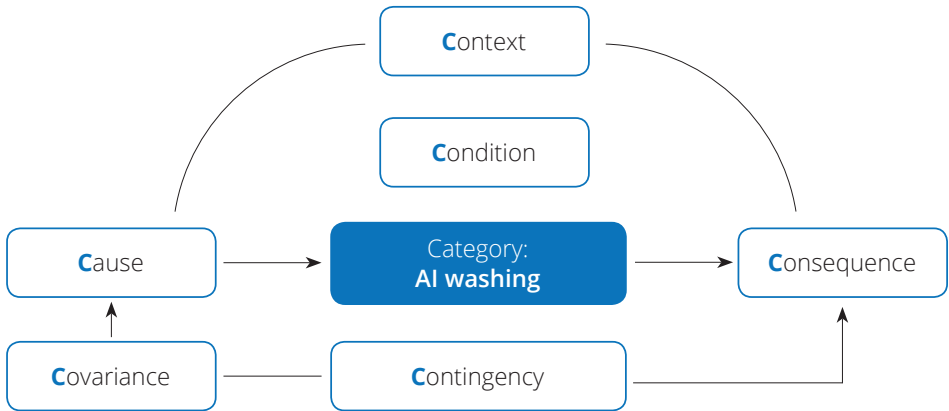 Context
Condition
Cause
Category:
AI washing
Consequence
Covariance
Contingency